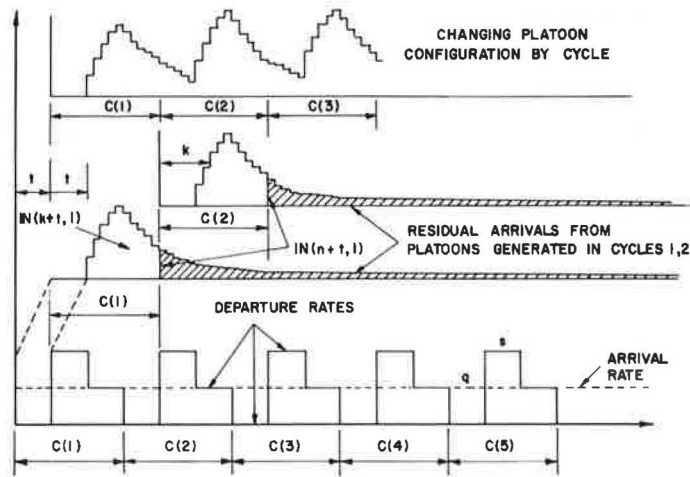 CHANGING PLATOON
CONFIGURATION BY CYCLE
C(1)
C(2)
C(3)
k
t
t
IN(k+t,1)
C(2)
IN(n+t,1)
RESIDUAL ARRIVALS FROM
PLATOONS GENERATED IN CYCLES 1,2
C(1)
DEPARTURE RATES
s
q
ARRIVAL
RATE
C(1)
C(2)
C(3)
C(4)
C(5)